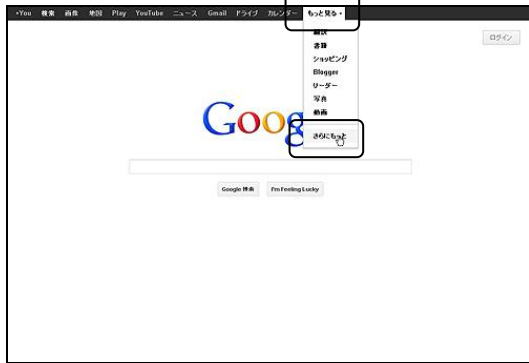 +You 検索 画像 地図 Play YouTube ニュース Gmail ドライブ カレンダー もっと見る
翻訳
書籍
ショッピング
Blogger
リーダー
写真
動画
さらにもっと
ログイン
Goog
Google 検索 I'm Feeling Lucky